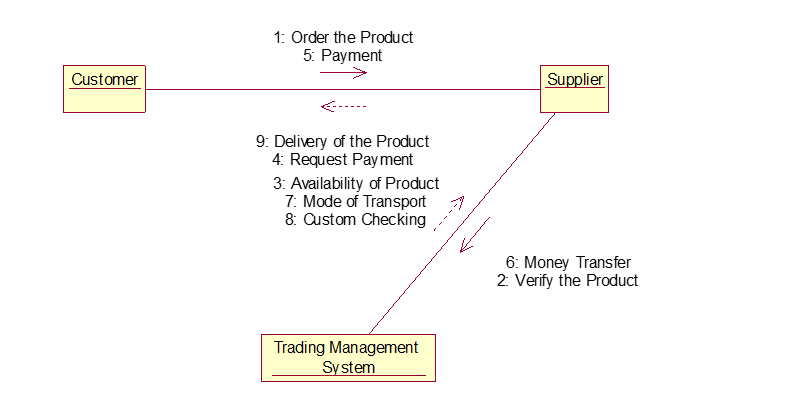 1: Order the Product
5: Payment
Customer
Supplier
9: Delivery of the Product
4: Request Payment
3: Availability of Product
7: Mode of Transport
8: Custom Checking
6: Money Transfer
2: Verify the Product
Trading Management
System